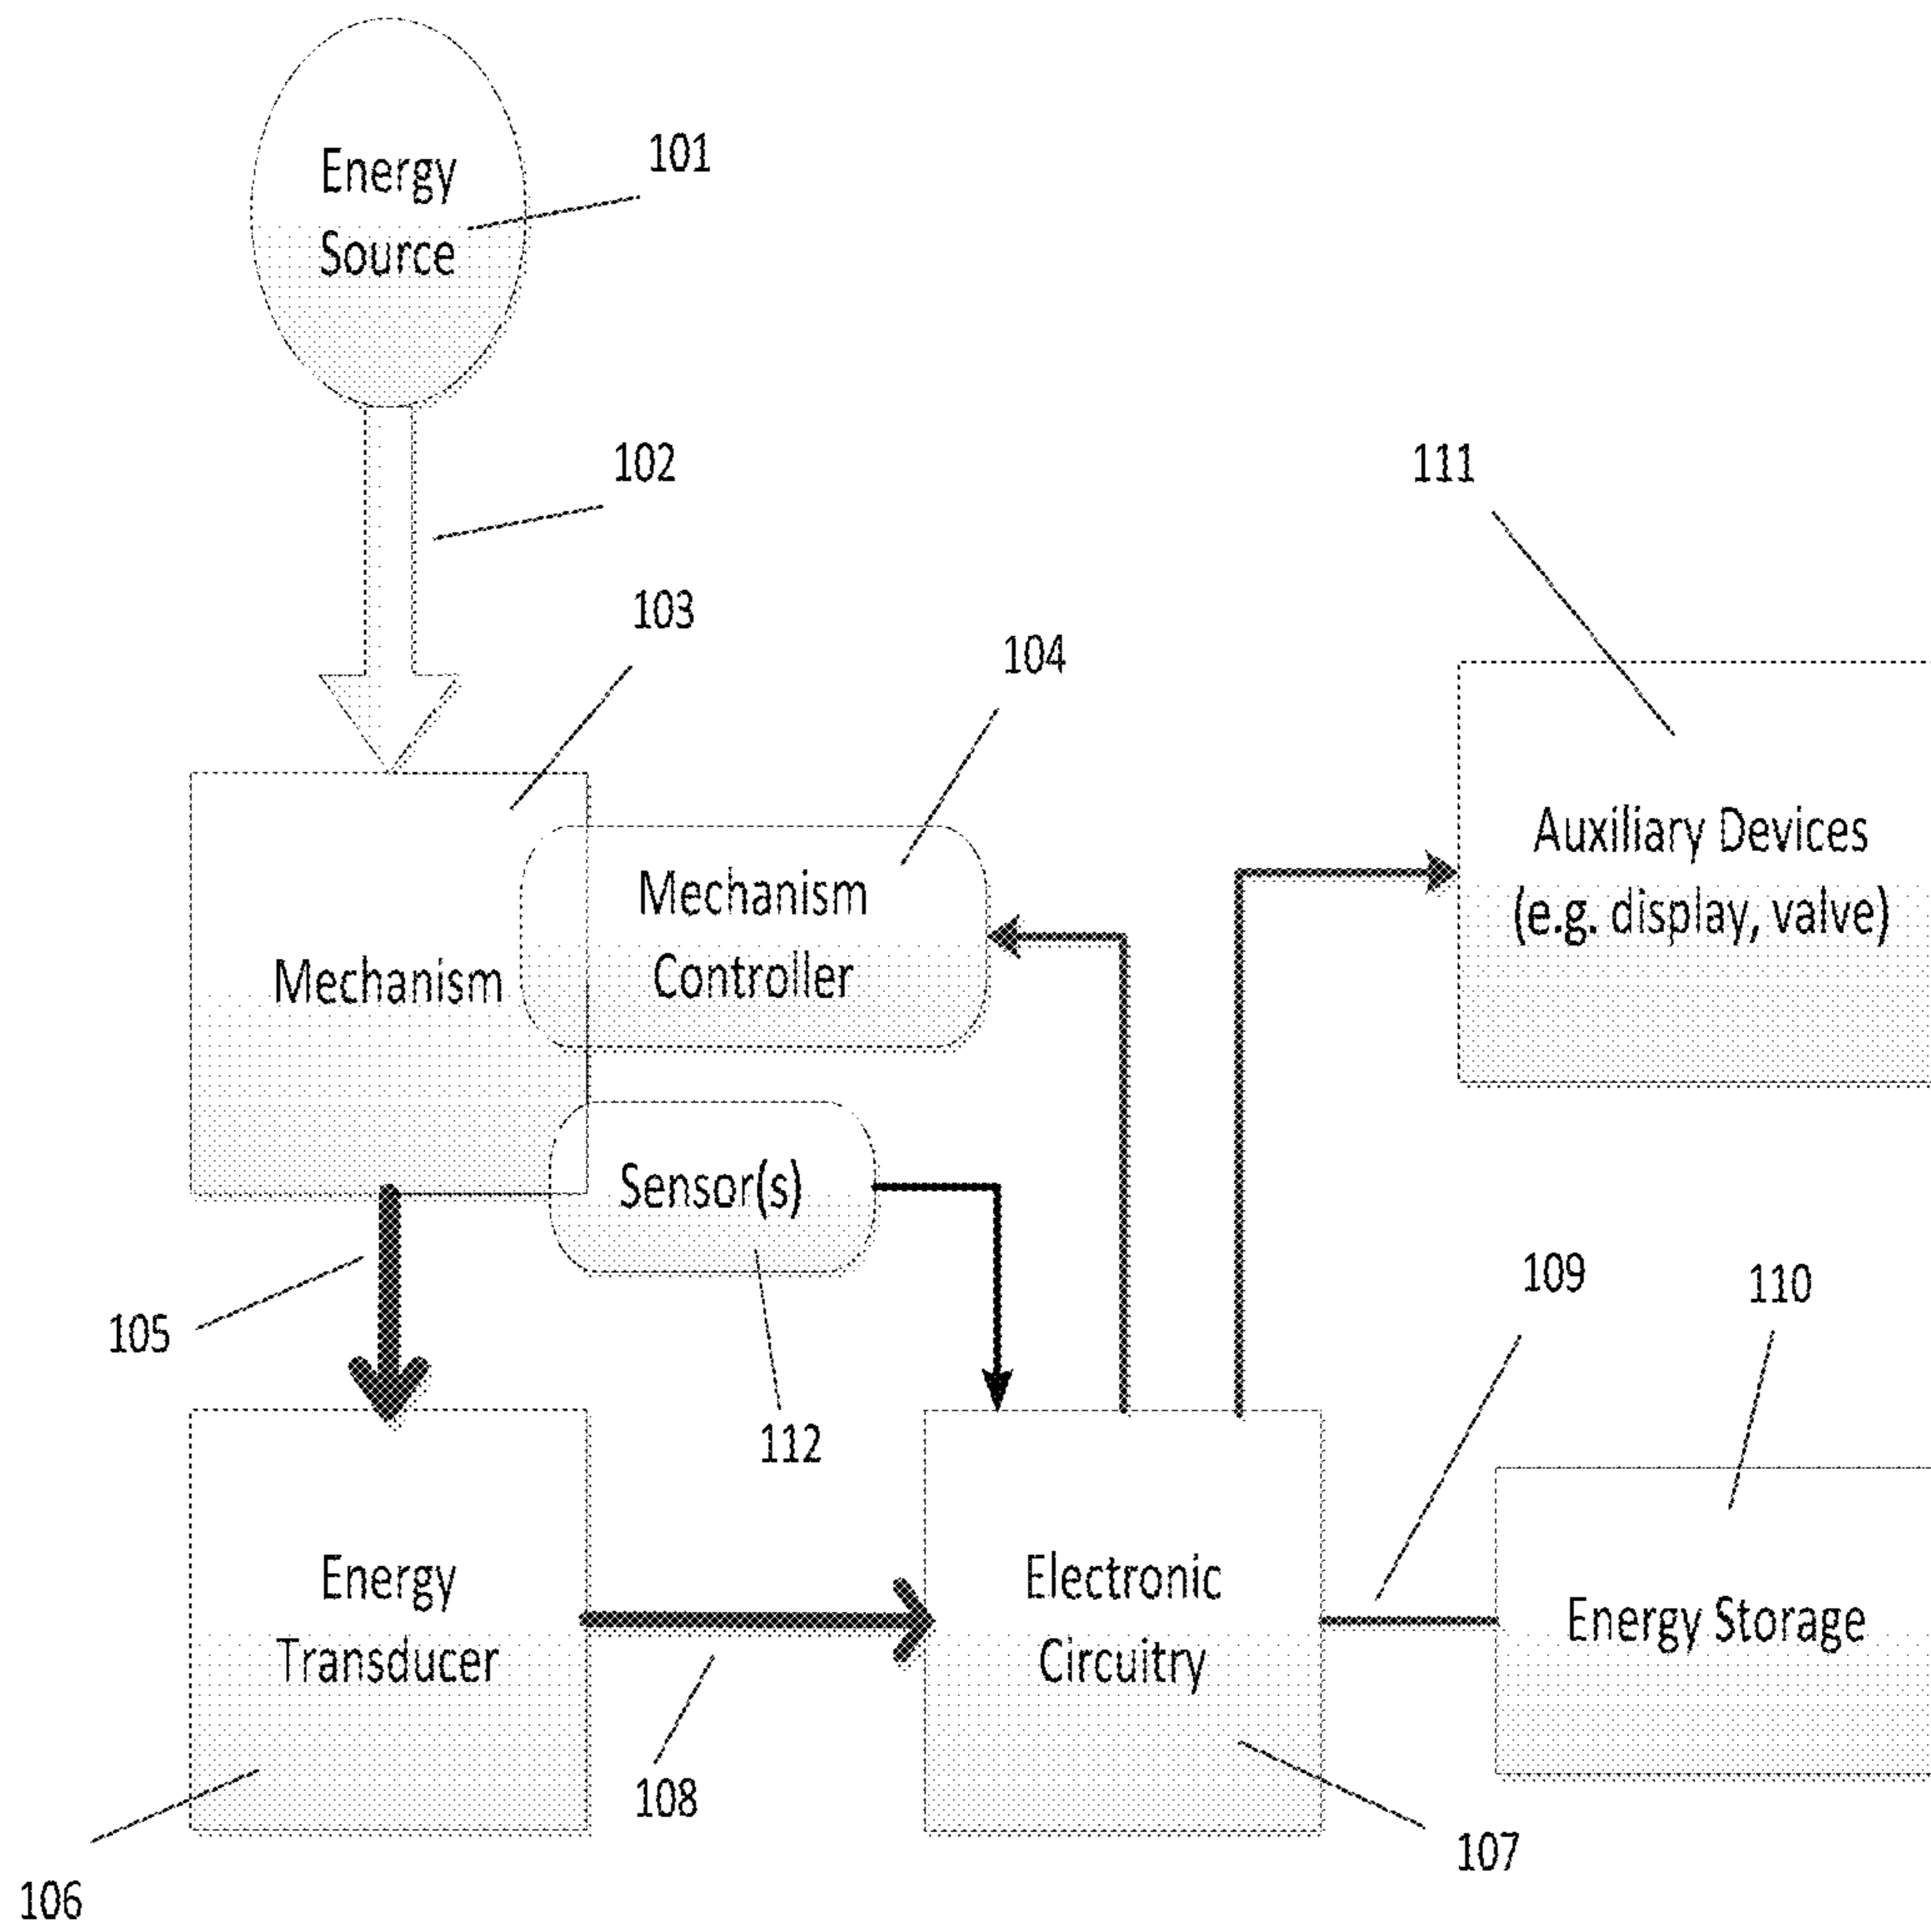 Energy
Source
101
102
103
104
111
Mechanism
Mechanism
Controller
Auxiliary Devices
(e.g. display, valve)
Sensor(s)
105
112
109
110
Energy
Transducer
108
Electronic
Circuitry
Energy Storage
106
107